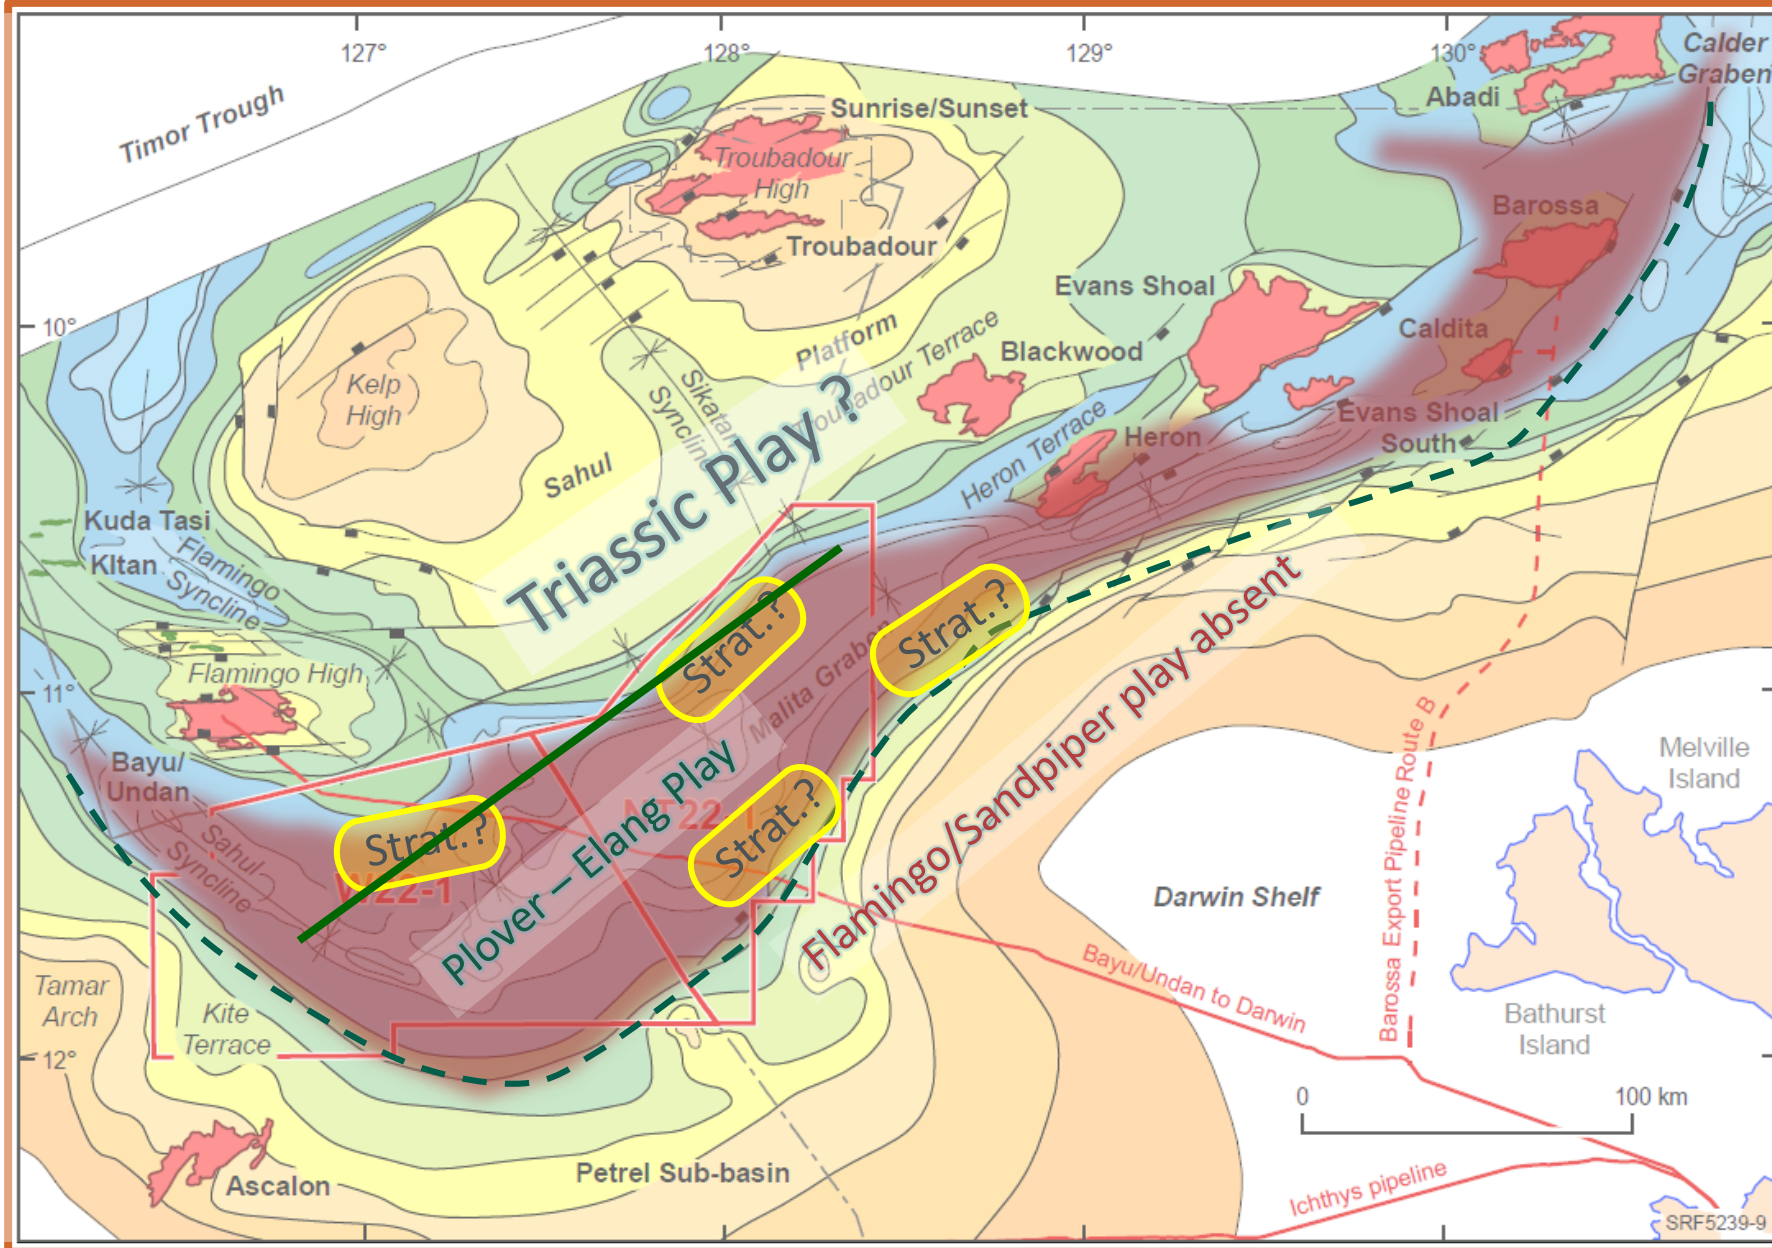 127°
128°
129°
130°
Calder
Graben
Timor Trough
Abadi
Sunrise/Sunset
Troubadour
High
Troubadour
Barossa
Evans Shoal
10°
Caldita
Platform
Troubadour Terrace
Blackwood
Kelp
High
Sikatan
Syncline
Evans Shoal
South
Heron
Heron Terrace
Sahul
Triassic Play ?
Kuda Tasi
KItan
Flamingo
Syncline
Strat.?
Strat.?
Malita Graben
Flamingo High
11°
Bayu/
Undan
Sahul
Syncline
Strat.?
W22-1
NT22-1
Strat.?
Plover – Elang Play
Flamingo/Sandpiper play absent
Melville
Island
Darwin Shelf
Barossa Export Pipeline Route B
Bayu/Undan to Darwin
Tamar
Arch
Kite
Terrace
Bathurst
Island
12°
0
100 km
Petrel Sub-basin
Ascalon
Ichthys pipeline
SRF5239-9